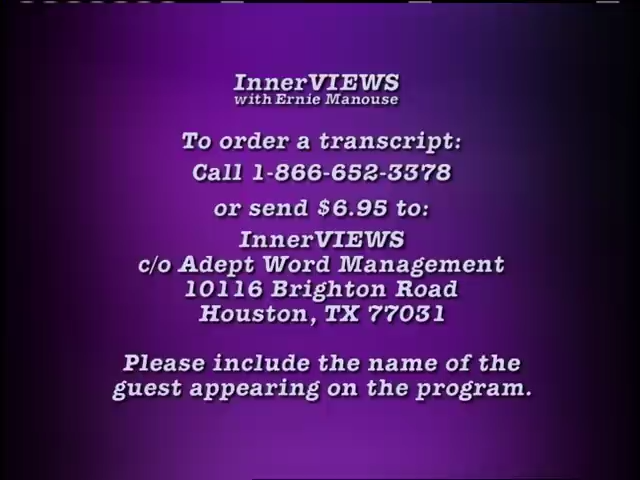 InnerVIEWS
with Ernie Manouse
To order a transcript:
Call 1-866-652-3378
or send $6.95 to:
InnerVIEWS
c/o Adept Word Management
10116 Brighton Road
Houston, TX 77031
Please include the name of the
guest appearing on the program.